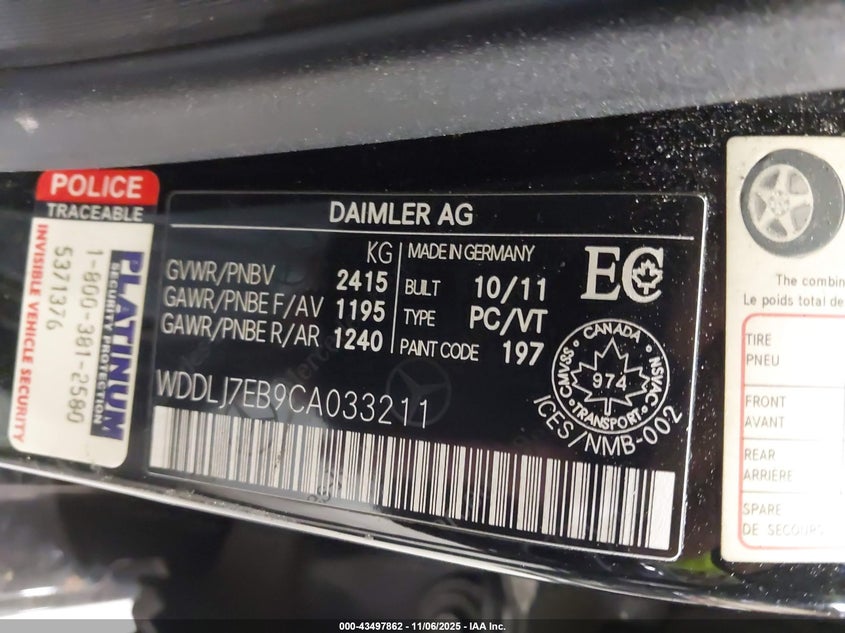 POLICE
TRACEABLE
PLATINUM
SECURITY PROTECTION
1-800-381-2580
5371376
INVISIBLE VEHICLE SECURITY
DAIMLER AG
KG
GVWR/PNBV 2415
GAWR/PNBE F/AV 1195
GAWR/PNBE R/AR 1240
MADE IN GERMANY
BUILT 10/11
TYPE PC/VT
PAINT CODE 197
EC
CANADA
CMVSS 974 NSVAC
TRANSPORT
ICES/NMB-002
WDDLJ7EB9CA033211
The combin
Le poids total de
TIRE
PNEU
FRONT
AVANT
REAR
ARRIÈRE
SPARE
DE SECOURS
000-43497862 - 11/06/2025 - IAA Inc.